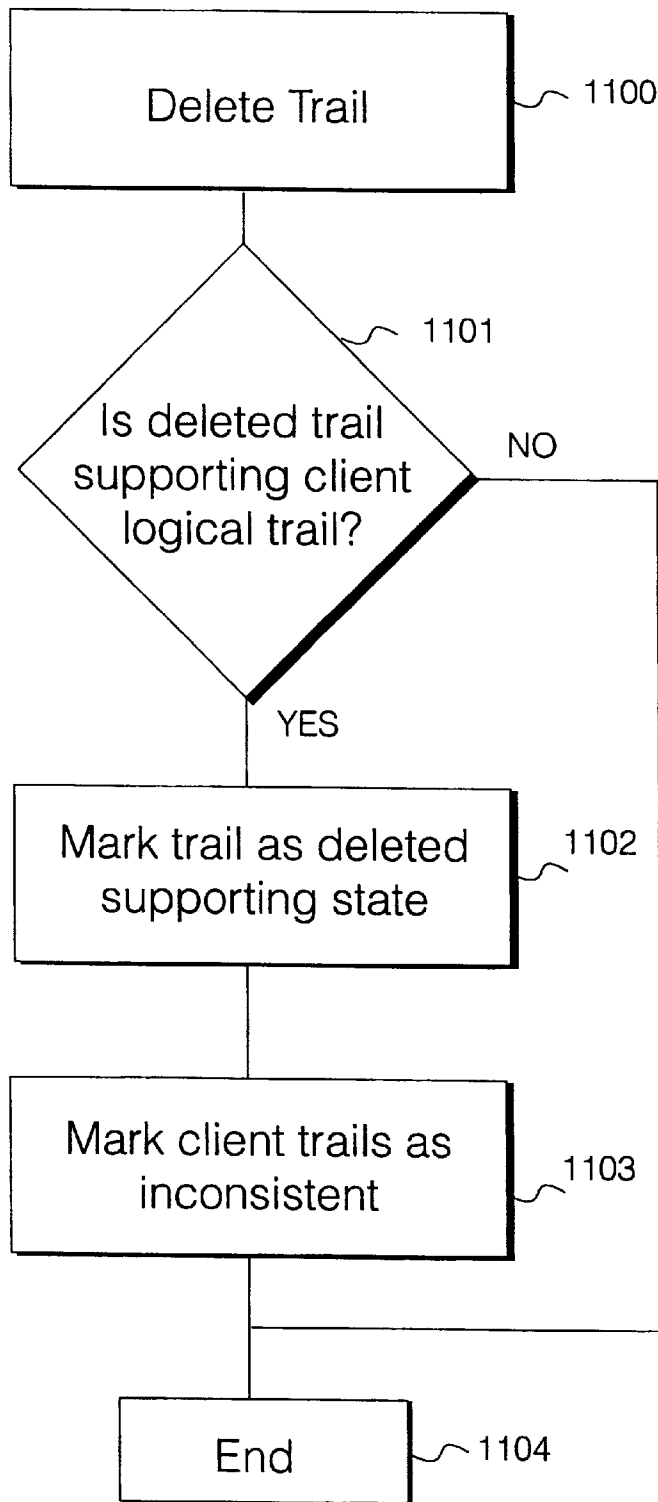 Delete Trail
1100
1101
Is deleted trail
supporting client
logical trail?
NO
YES
Mark trail as deleted
supporting state
1102
Mark client trails as
inconsistent
1103
End
1104